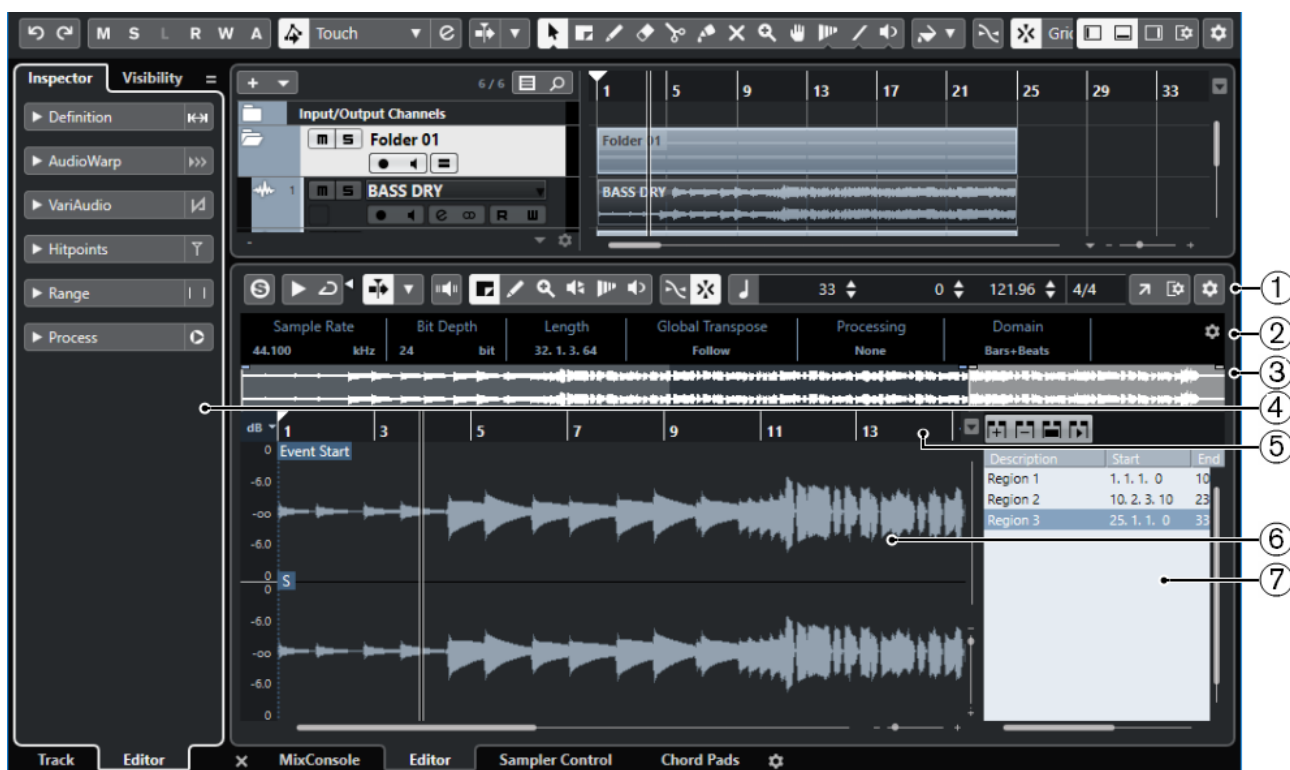 M S L R W A Touch Grid
Inspector Visibility
Definition
AudioWarp
VariAudio
Hitpoints
Range
Process
6/6
Input/Output Channels
m S Folder 01
1 m S BASS DRY
e R W
1 5 9 13 17 21 25 29 33
Folder 01
BASS DRY
S 33 0 121.96 4/4
Sample Rate Bit Depth Length Global Transpose Processing Domain
44.100 kHz 24 bit 32. 1. 3. 64 Follow None Bars+Beats
dB 1 3 5 7 9 11 13
0 Event Start
-6.0
-∞
-6.0
0
0 S
-6.0
-∞
-6.0
0
Description Start End
Region 1 1. 1. 1. 0 10
Region 2 10. 2. 3. 10 23
Region 3 25. 1. 1. 0 33
1
2
3
4
5
6
7
Track Editor MixConsole Editor Sampler Control Chord Pads